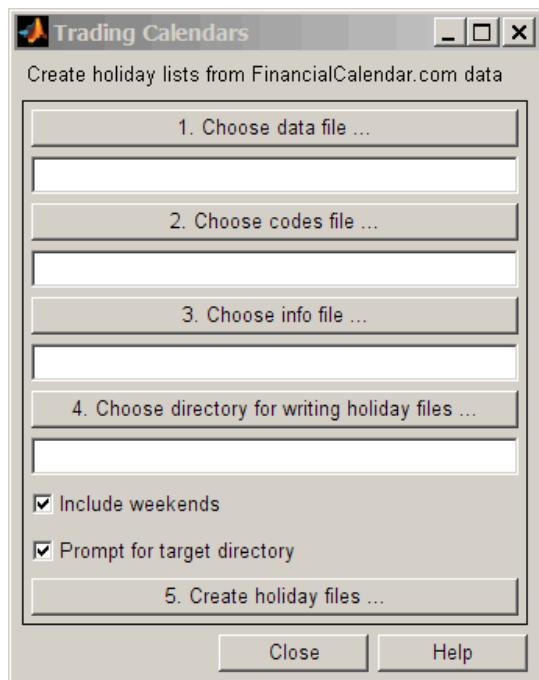 Trading Calendars
Create holiday lists from FinancialCalendar.com data
1. Choose data file ...
2. Choose codes file ...
3. Choose info file ...
4. Choose directory for writing holiday files ...
Include weekends
Prompt for target directory
5. Create holiday files ...
Close Help